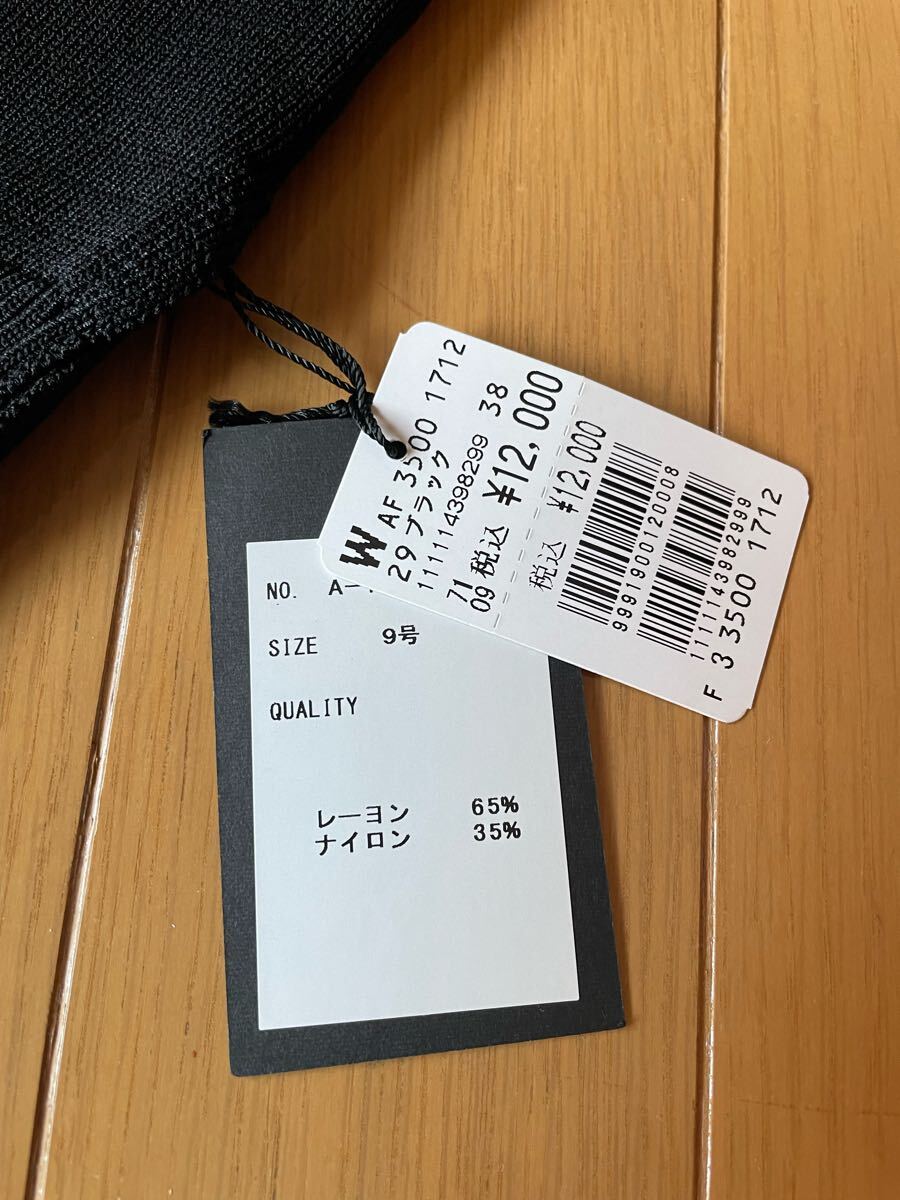 W AF 3500 1712
29 ブラック
1111143982999 38
71
09 税込 ¥12,000
税込 ¥12,000
9991900120008
1111143982999
F 3 3500 1712
NO. A-
SIZE 9号
QUALITY
レーヨン 65%
ナイロン 35%